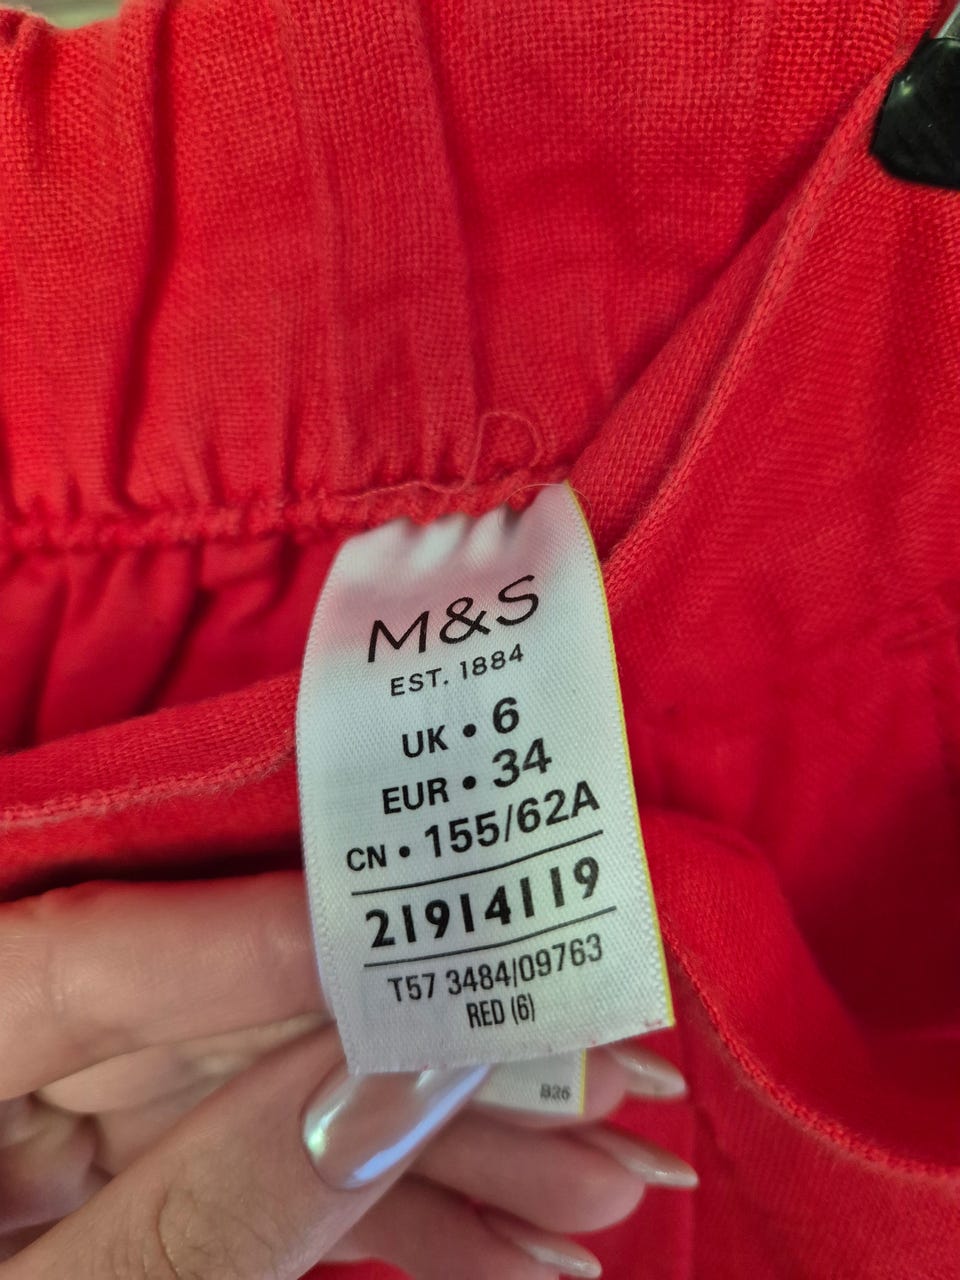 M&S
EST. 1884
UK • 6
EUR • 34
CN • 155/62A
21914119
T57 3484/09763
RED (6)
B26